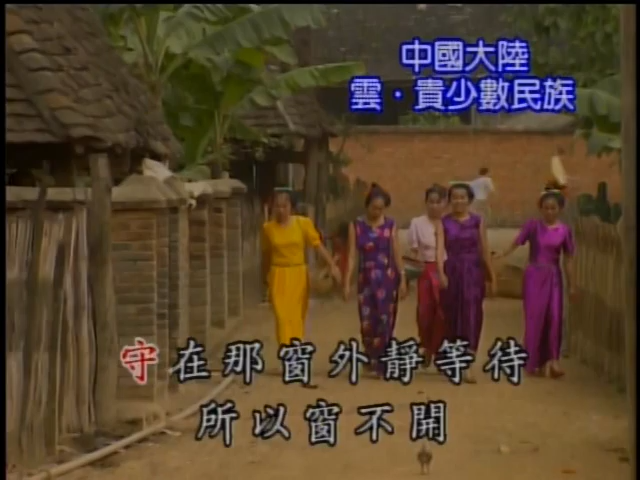 中國大陸
雲·貴少數民族
守在那窗外靜等待
所以窗不開